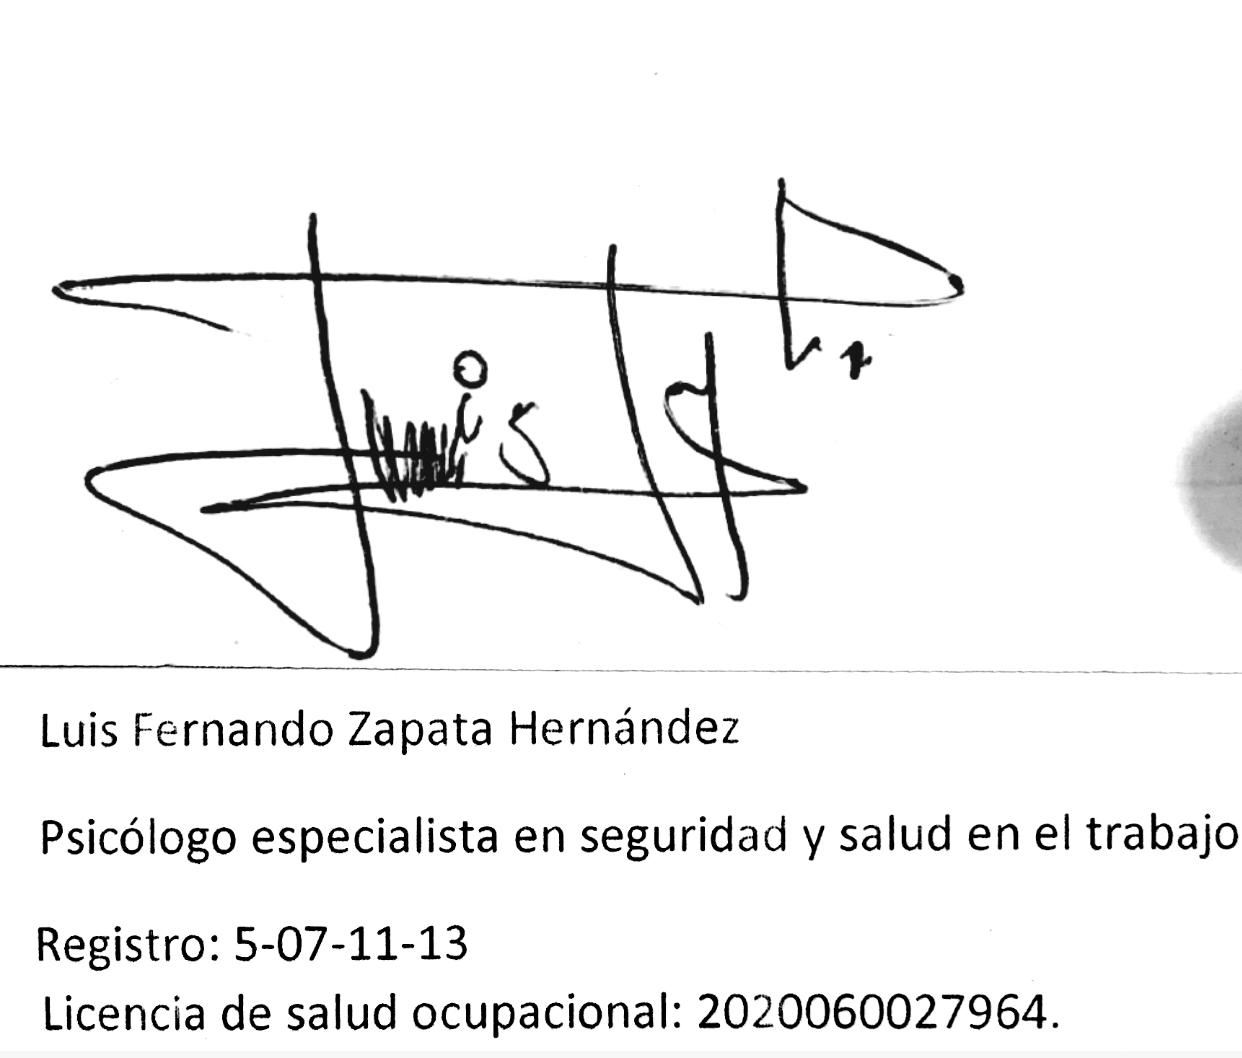 Luis Fernando Zapata Hernández
Psicólogo especialista en seguridad y salud en el trabajo
Registro: 5-07-11-13
Licencia de salud ocupacional: 2020060027964.